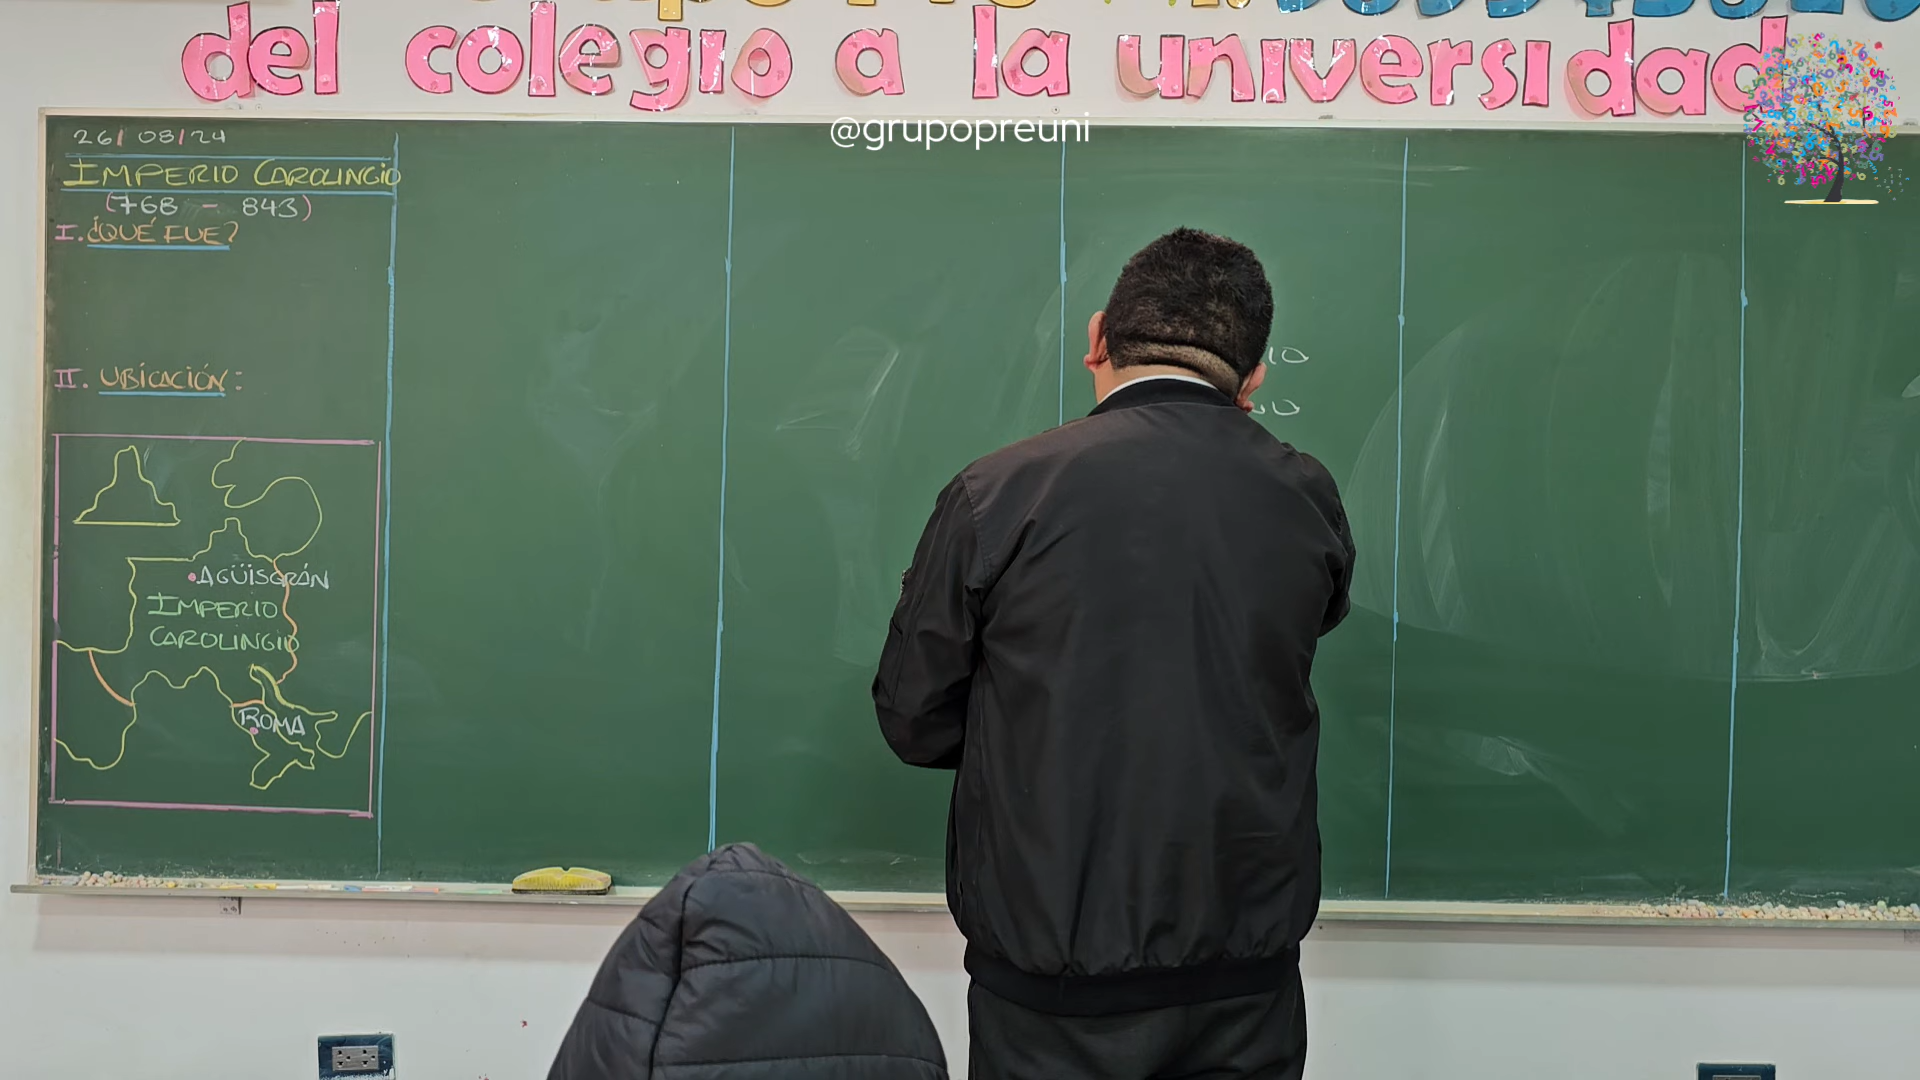 del colegio a la universidad
@grupopreuni
26/08/24
IMPERIO CAROLINGIO
(768 - 843)
I. ¿QUÉ FUE?
II. UBICACIÓN:
AGÜISGRÁN
IMPERIO
CAROLINGIO
ROMA